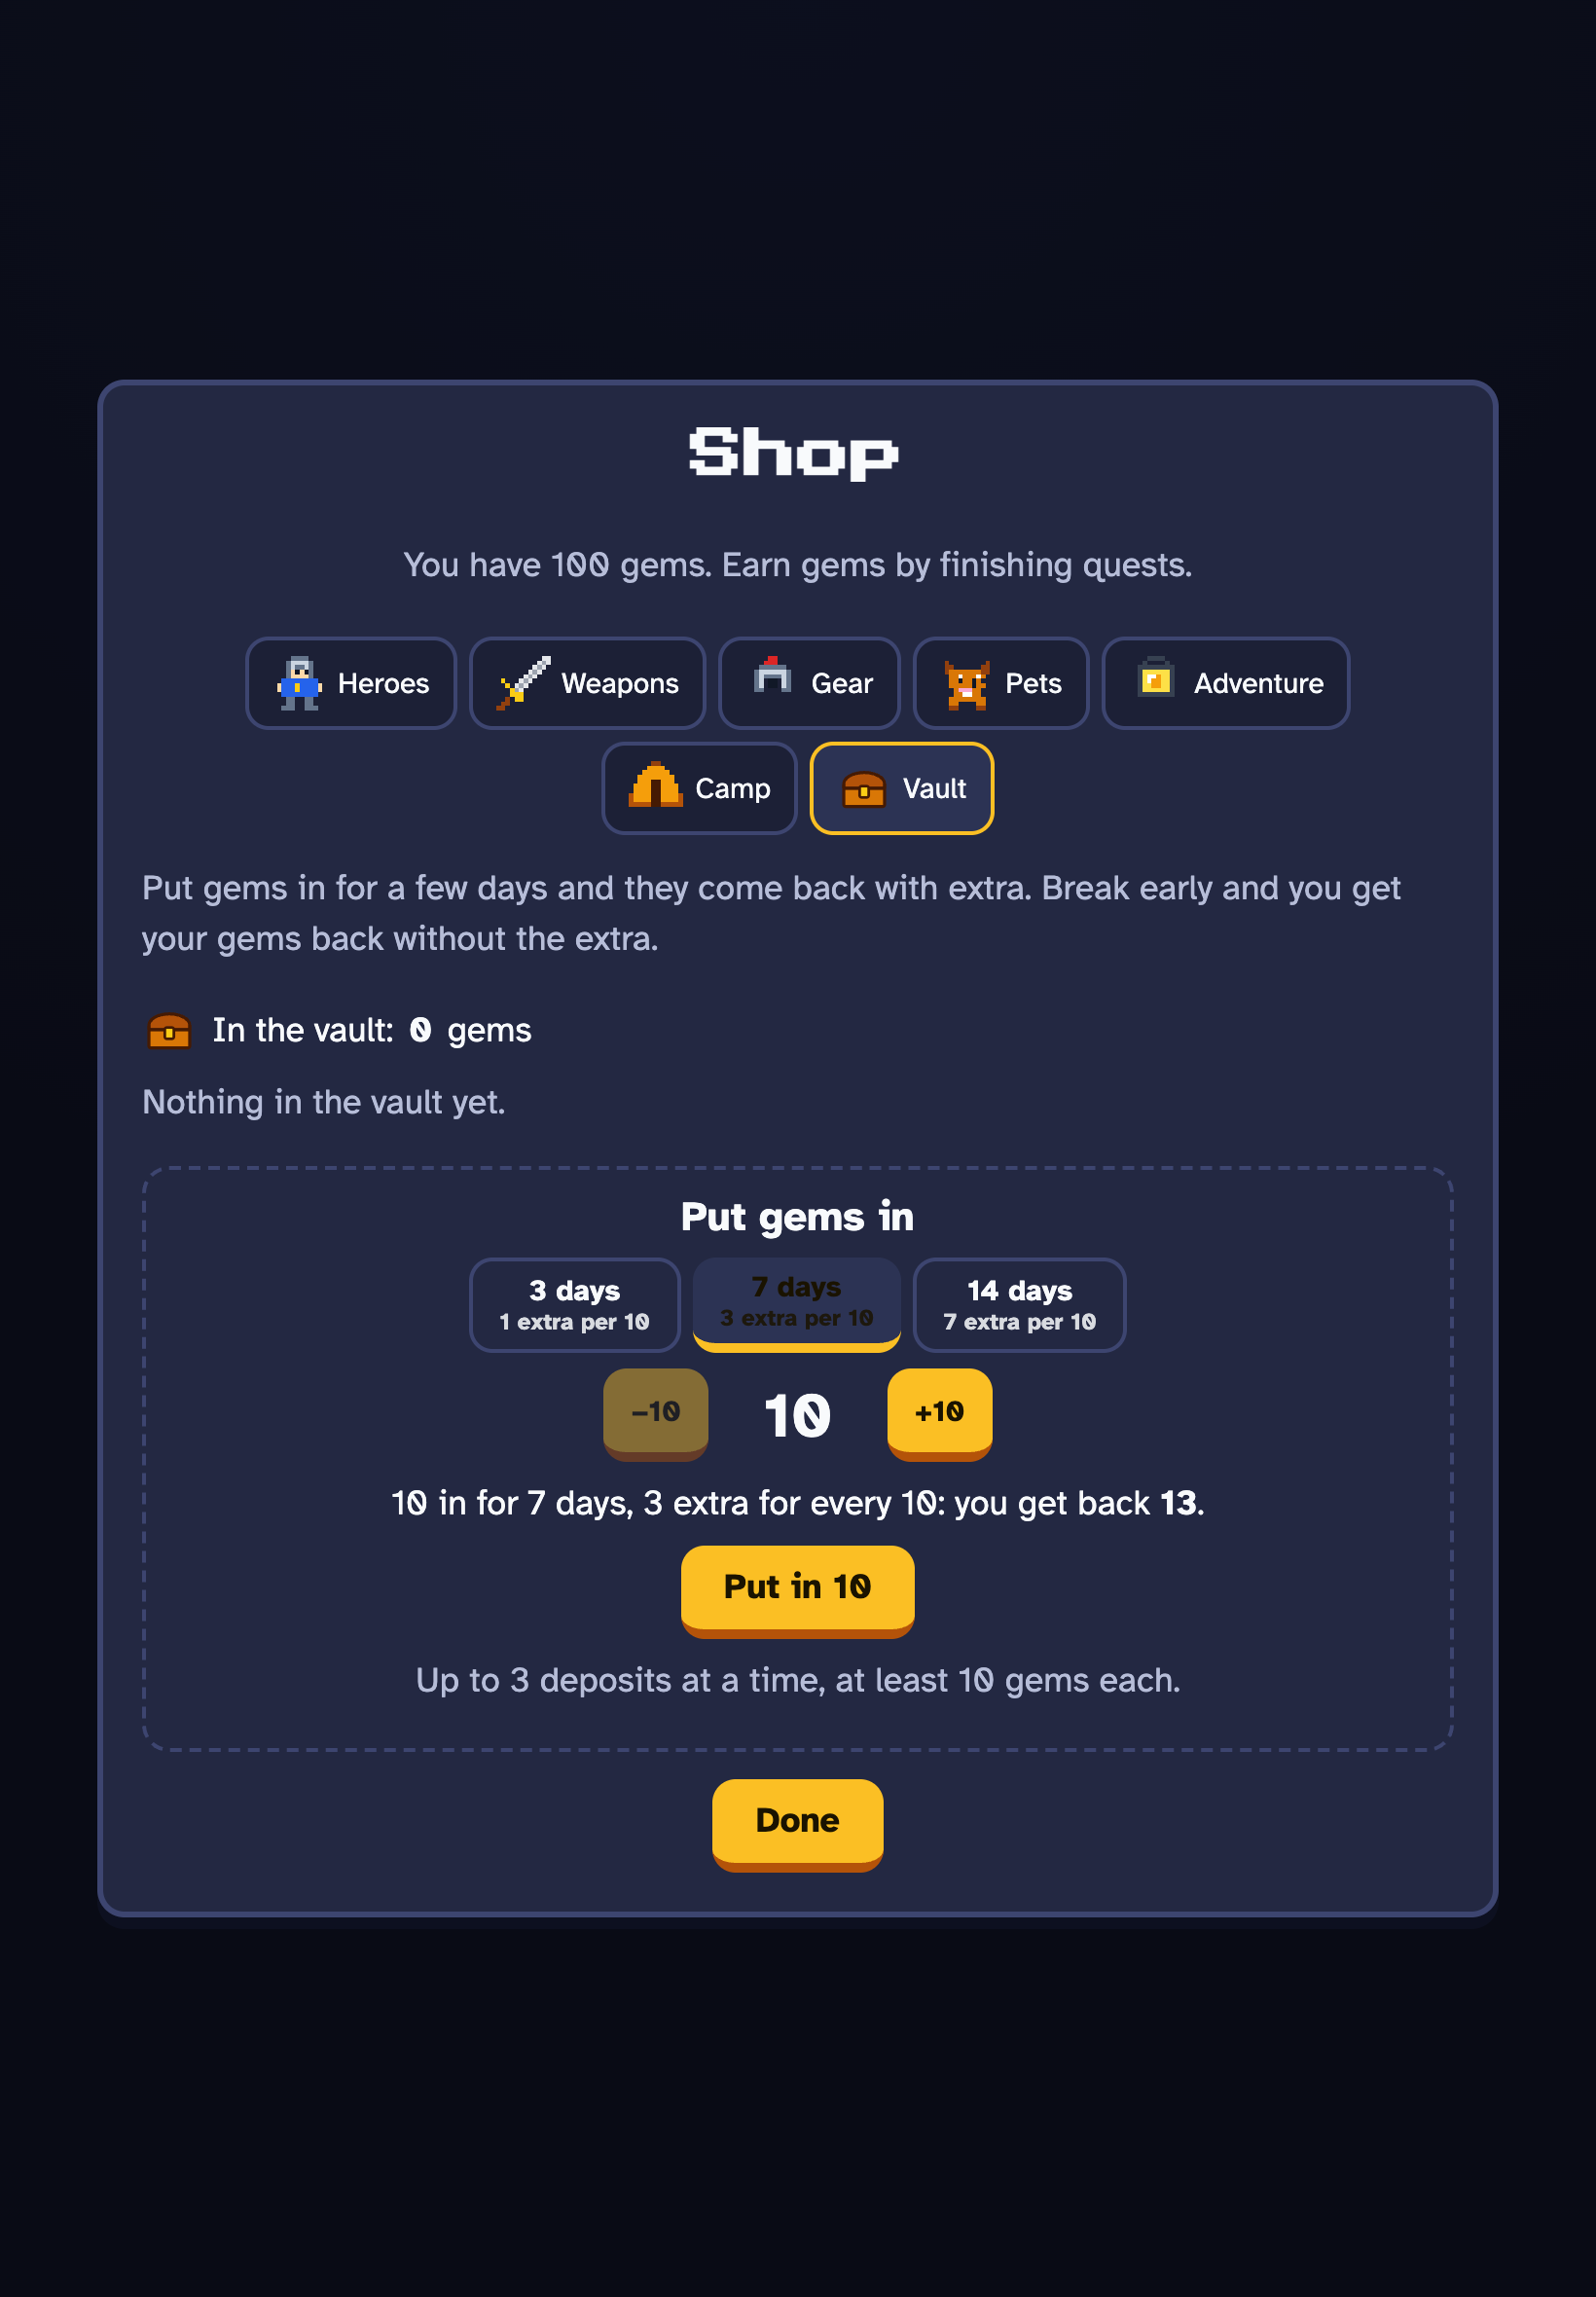 Shop
You have 100 gems. Earn gems by finishing quests.
Heroes Weapons Gear Pets Adventure
Camp Vault
Put gems in for a few days and they come back with extra. Break early and you get
your gems back without the extra.
In the vault: 0 gems
Nothing in the vault yet.
Put gems in
3 days 7 days 14 days
1 extra per 10 3 extra per 10 7 extra per 10
−10 10 +10
10 in for 7 days, 3 extra for every 10: you get back 13.
Put in 10
Up to 3 deposits at a time, at least 10 gems each.
Done